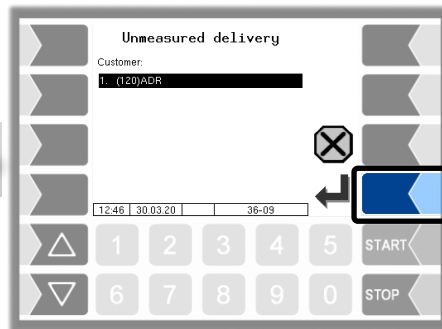 Unmeasured delivery
Customer:
1. (120)ADR
12:46 30.03.20 36-09
1 2 3 4 5 START
6 7 8 9 0 STOP